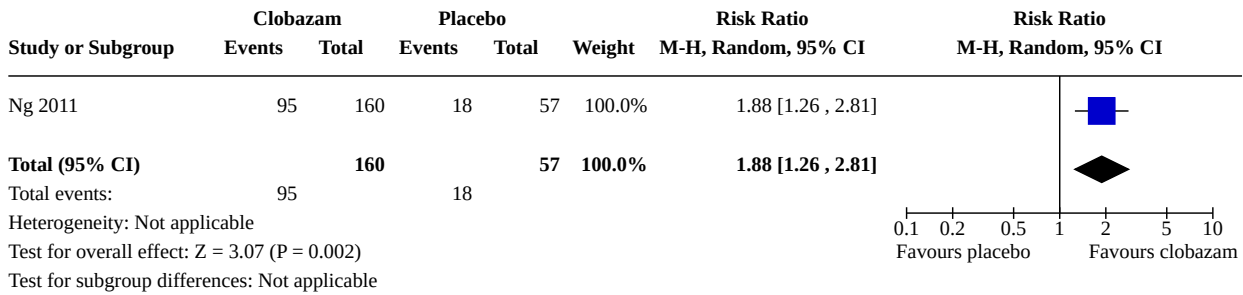 Clobazam Placebo Risk Ratio Risk Ratio
Study or Subgroup Events Total Events Total Weight M-H, Random, 95% CI M-H, Random, 95% CI
Ng 2011 95 160 18 57 100.0% 1.88 [1.26 , 2.81]
Total (95% CI) 160 57 100.0% 1.88 [1.26 , 2.81]
Total events: 95 18
Heterogeneity: Not applicable
0.1 0.2 0.5 1 2 5 10
Test for overall effect: Z = 3.07 (P = 0.002) Favours placebo Favours clobazam
Test for subgroup differences: Not applicable